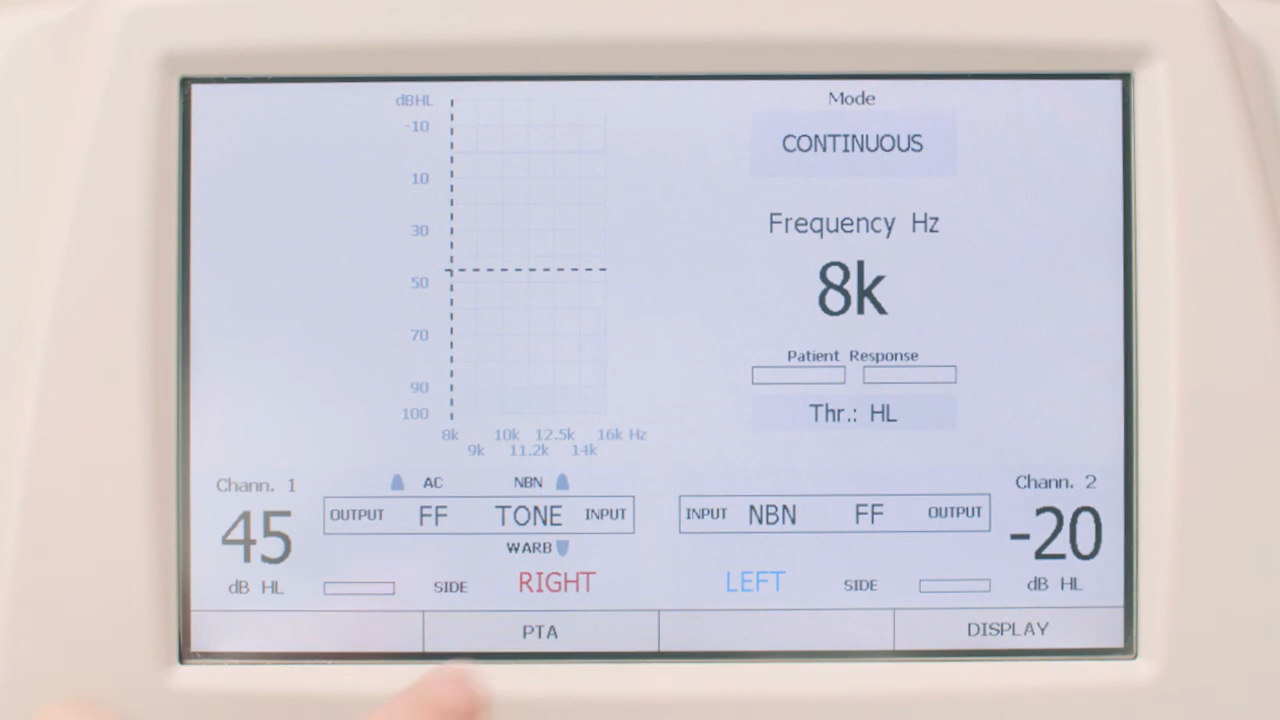 dBHL
-10
10
30
50
70
90
100
8k 10k 12.5k 16k Hz
9k 11.2k 14k
Mode
CONTINUOUS
Frequency Hz
8k
Patient Response
Thr.: HL
Chann. 1
45
dB HL
AC NBN
OUTPUT FF TONE INPUT
WARB
SIDE RIGHT
INPUT NBN FF OUTPUT
LEFT SIDE
Chann. 2
-20
dB HL
PTA DISPLAY